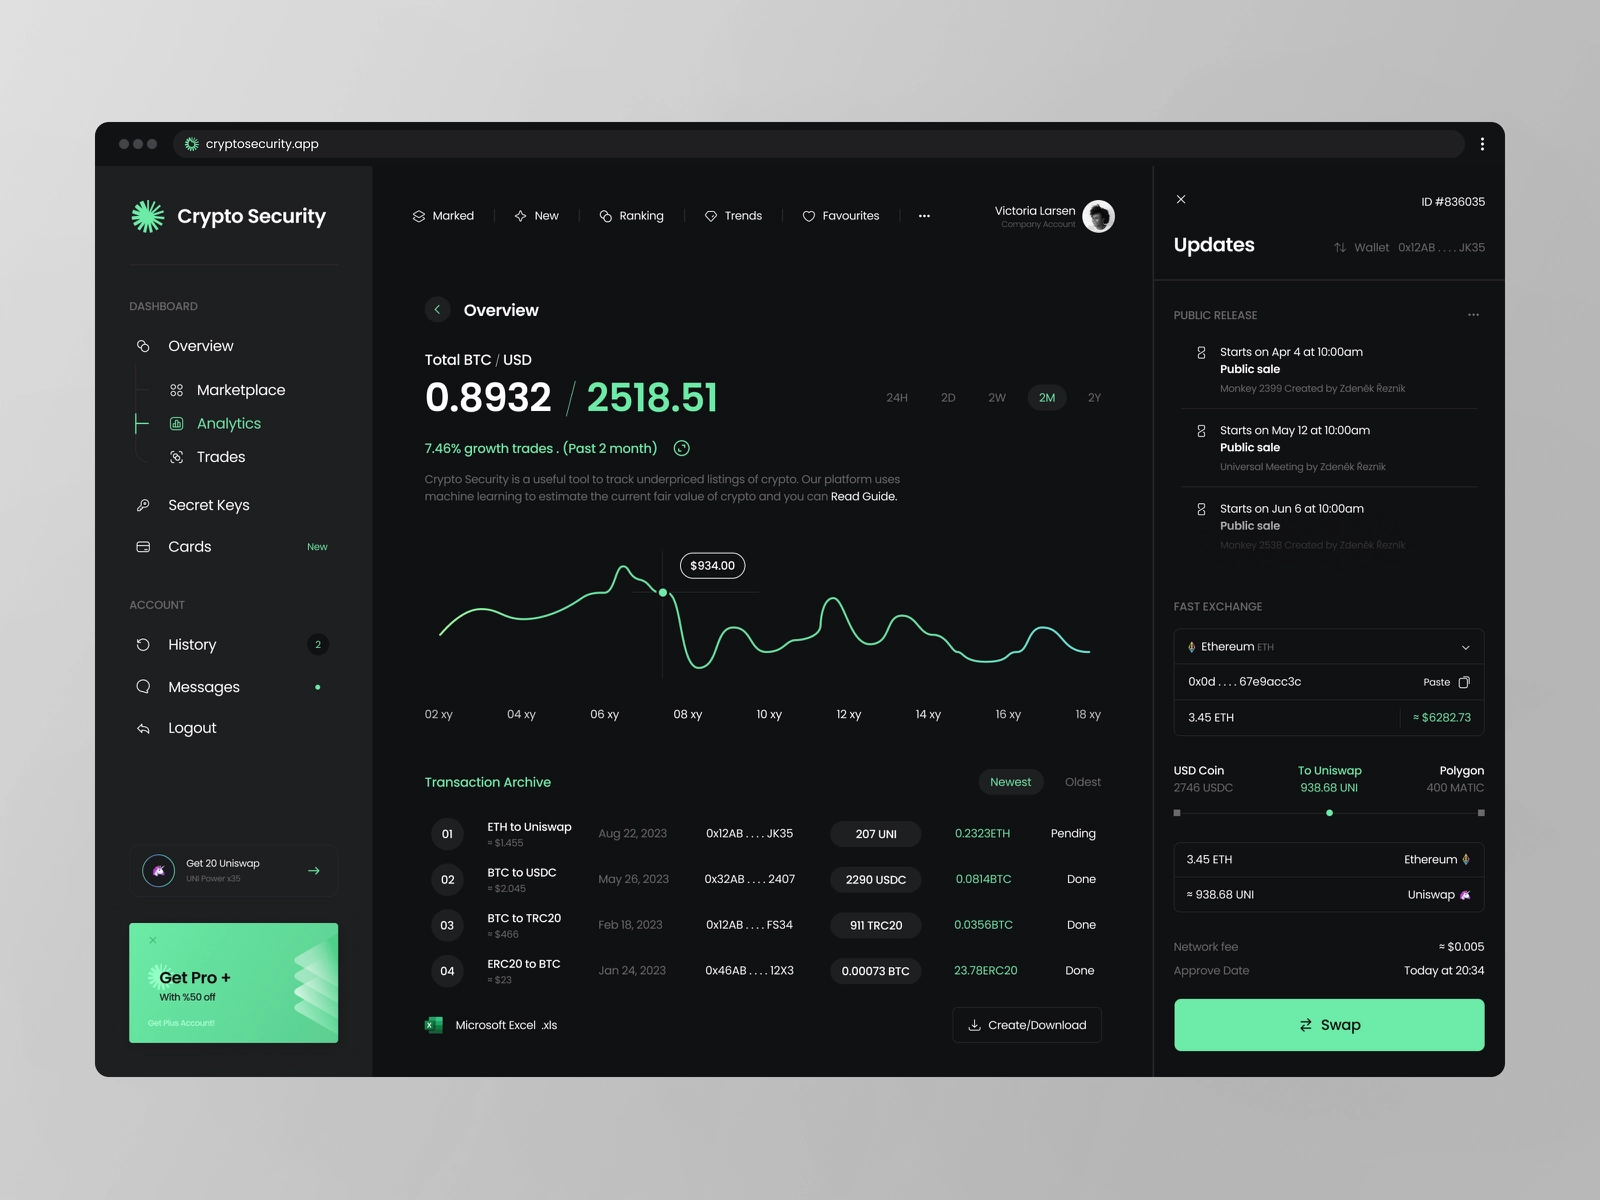 cryptosecurity.app
Crypto Security
DASHBOARD
Overview
Marketplace
Analytics
Trades
Secret Keys
Cards New
ACCOUNT
History 2
Messages
Logout
Get 20 Uniswap
UNI Power x35
Get Pro +
With %50 off
Get Plus Account!
Marked New Ranking Trends Favourites
Victoria Larsen
Company Account
Overview
Total BTC / USD
0.8932 / 2518.51
24H 2D 2W 2M 2Y
7.46% growth trades . (Past 2 month)
Crypto Security is a useful tool to track underpriced listings of crypto. Our platform uses
machine learning to estimate the current fair value of crypto and you can Read Guide.
$934.00
02 xy 04 xy 06 xy 08 xy 10 xy 12 xy 14 xy 16 xy 18 xy
Transaction Archive Newest Oldest
01 ETH to Uniswap Aug 22, 2023 0x12AB . . . . JK35 207 UNI 0.2323ETH Pending
≈ $1.455
02 BTC to USDC May 26, 2023 0x32AB . . . . 2407 2290 USDC 0.0814BTC Done
≈ $2.045
03 BTC to TRC20 Feb 18, 2023 0x12AB . . . . FS34 911 TRC20 0.0356BTC Done
≈ $466
04 ERC20 to BTC Jan 24, 2023 0x46AB . . . . 12X3 0.00073 BTC 23.78ERC20 Done
≈ $23
Microsoft Excel .xls Create/Download
ID #836035
Updates Wallet 0x12AB . . . . JK35
PUBLIC RELEASE
Starts on Apr 4 at 10:00am
Public sale
Monkey 2399 Created by Zdeněk Řezník
Starts on May 12 at 10:00am
Public sale
Universal Meeting by Zdeněk Řezník
Starts on Jun 6 at 10:00am
Public sale
Monkey 2538 Created by Zdeněk Řezník
FAST EXCHANGE
Ethereum ETH
0x0d . . . . 67e9acc3c Paste
3.45 ETH ≈ $6282.73
USD Coin To Uniswap Polygon
2746 USDC 938.68 UNI 400 MATIC
3.45 ETH Ethereum
≈ 938.68 UNI Uniswap
Network fee ≈ $0.005
Approve Date Today at 20:34
Swap